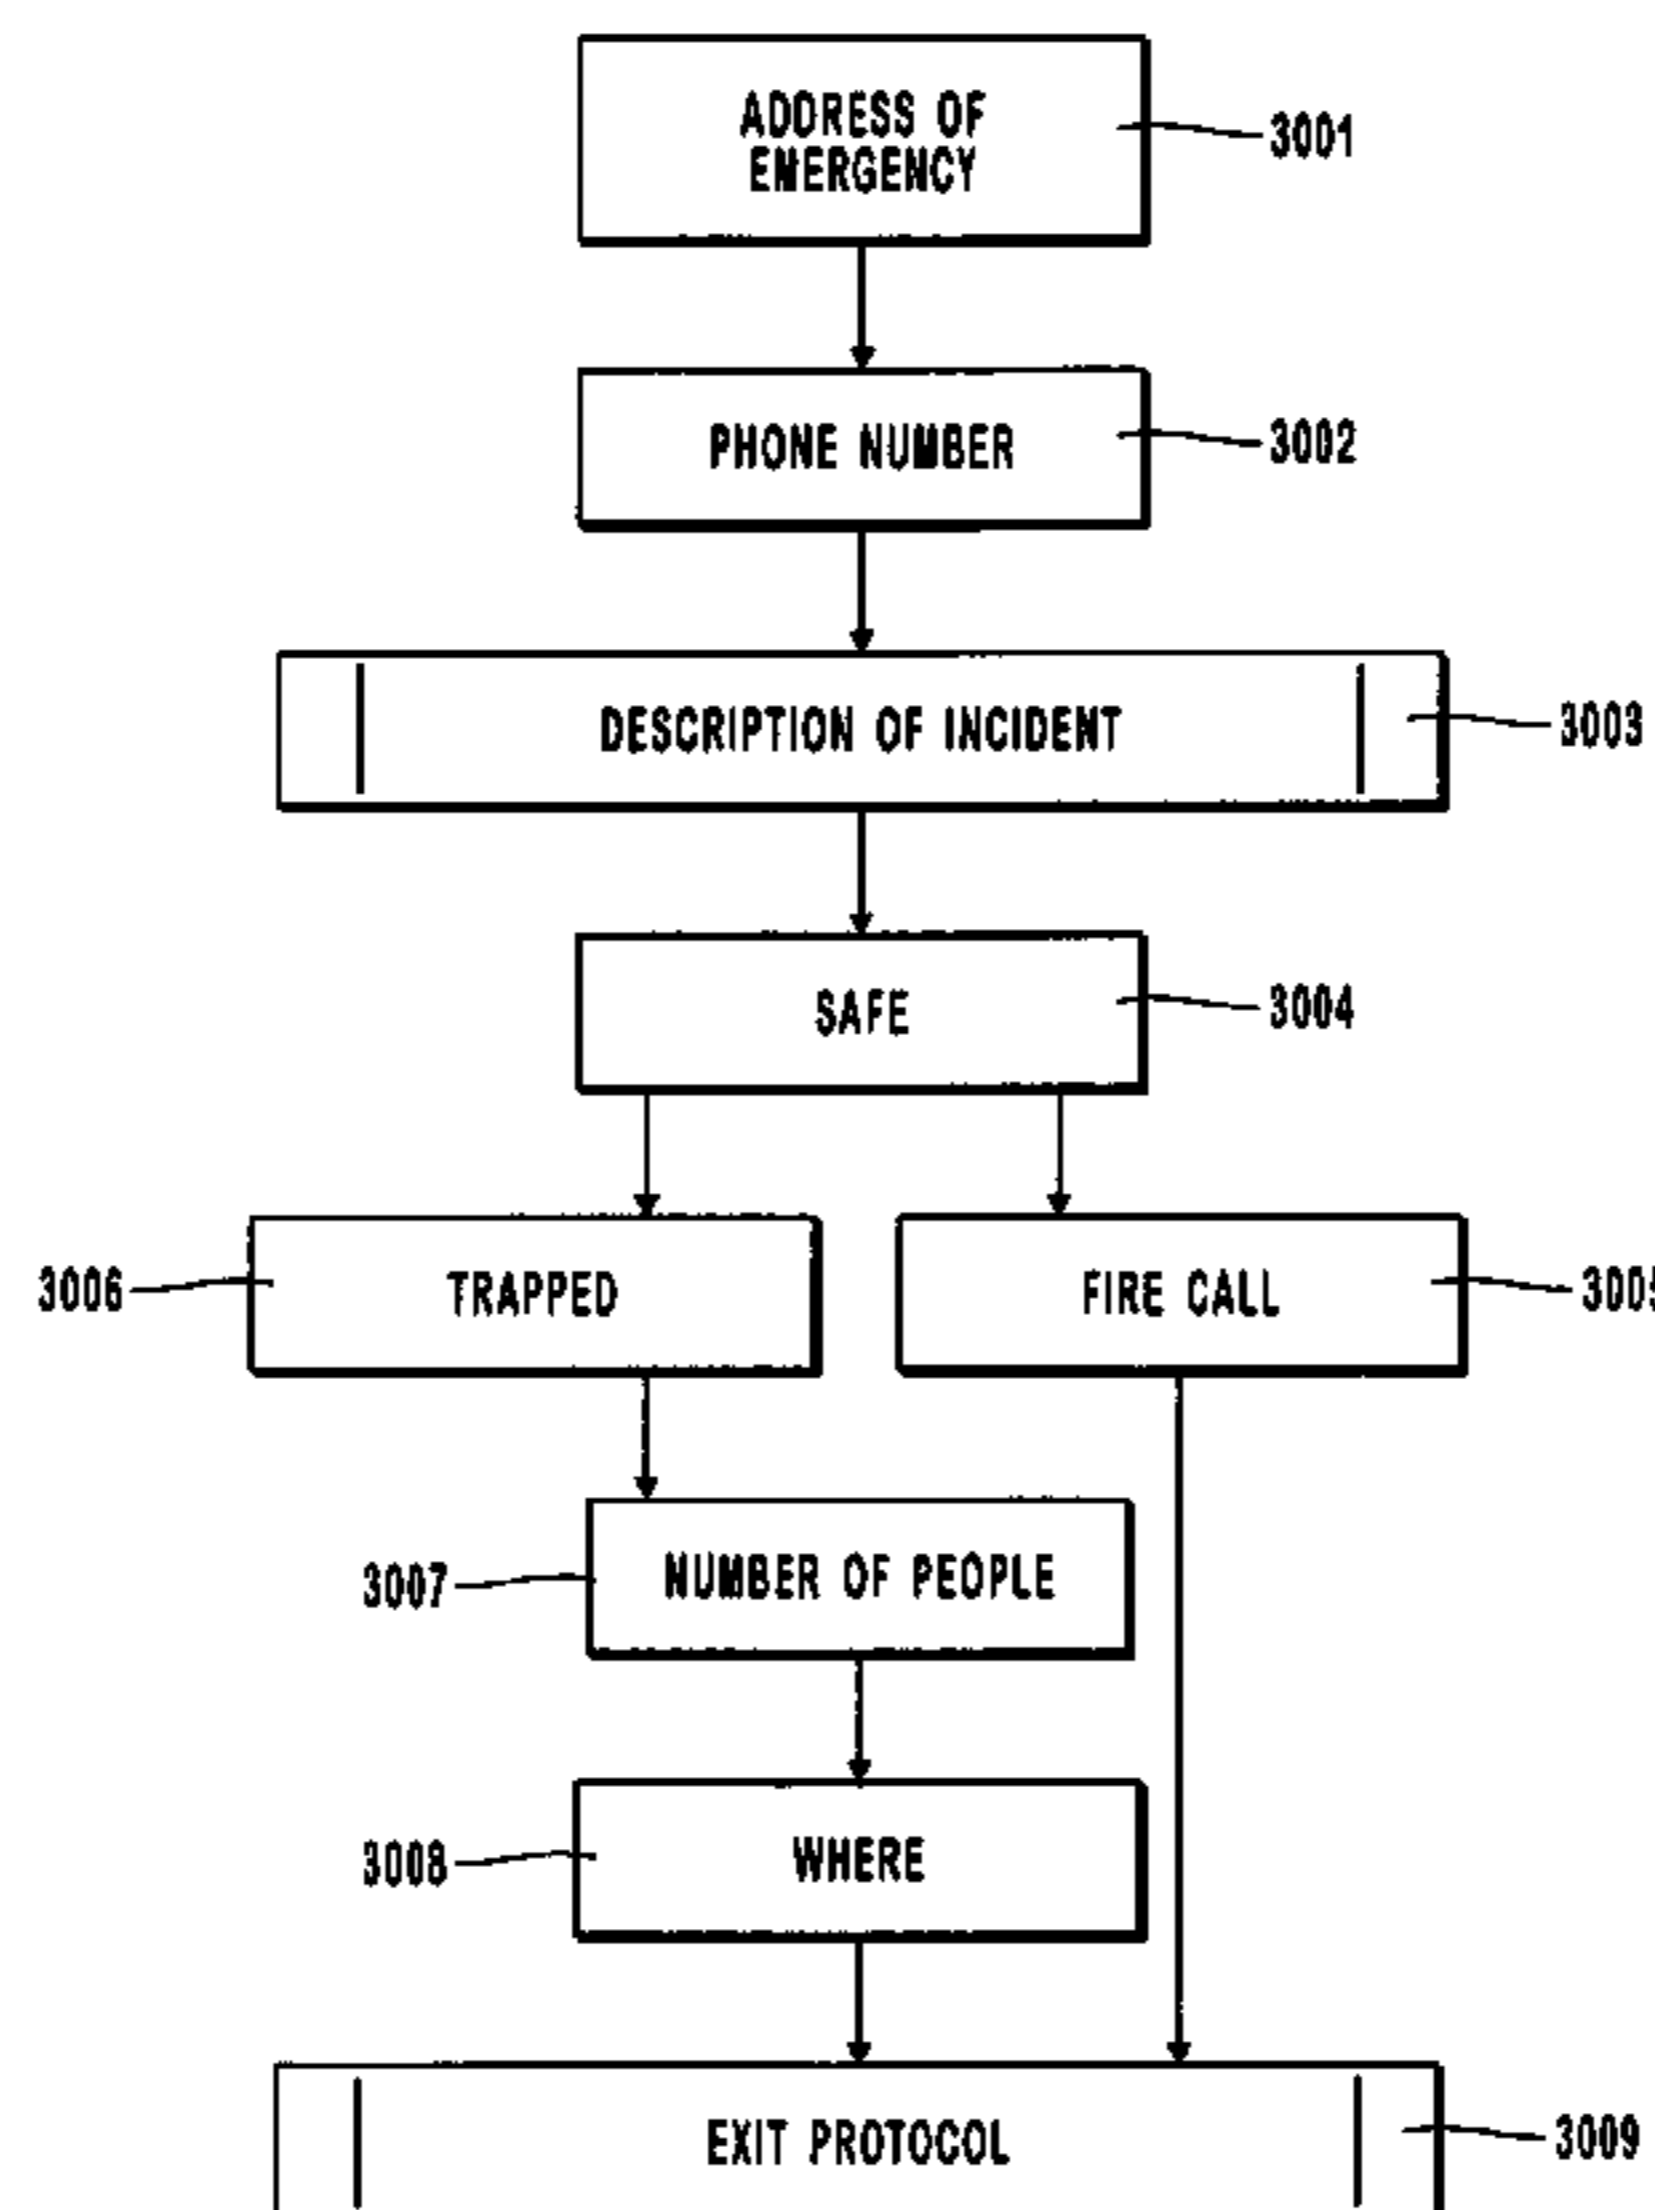 ADDRESS OF
EMERGENCY
3001
PHONE NUMBER
3002
DESCRIPTION OF INCIDENT
3003
SAFE
3004
3006
TRAPPED
FIRE CALL
3005
3007
NUMBER OF PEOPLE
3008
WHERE
EXIT PROTOCOL
3009